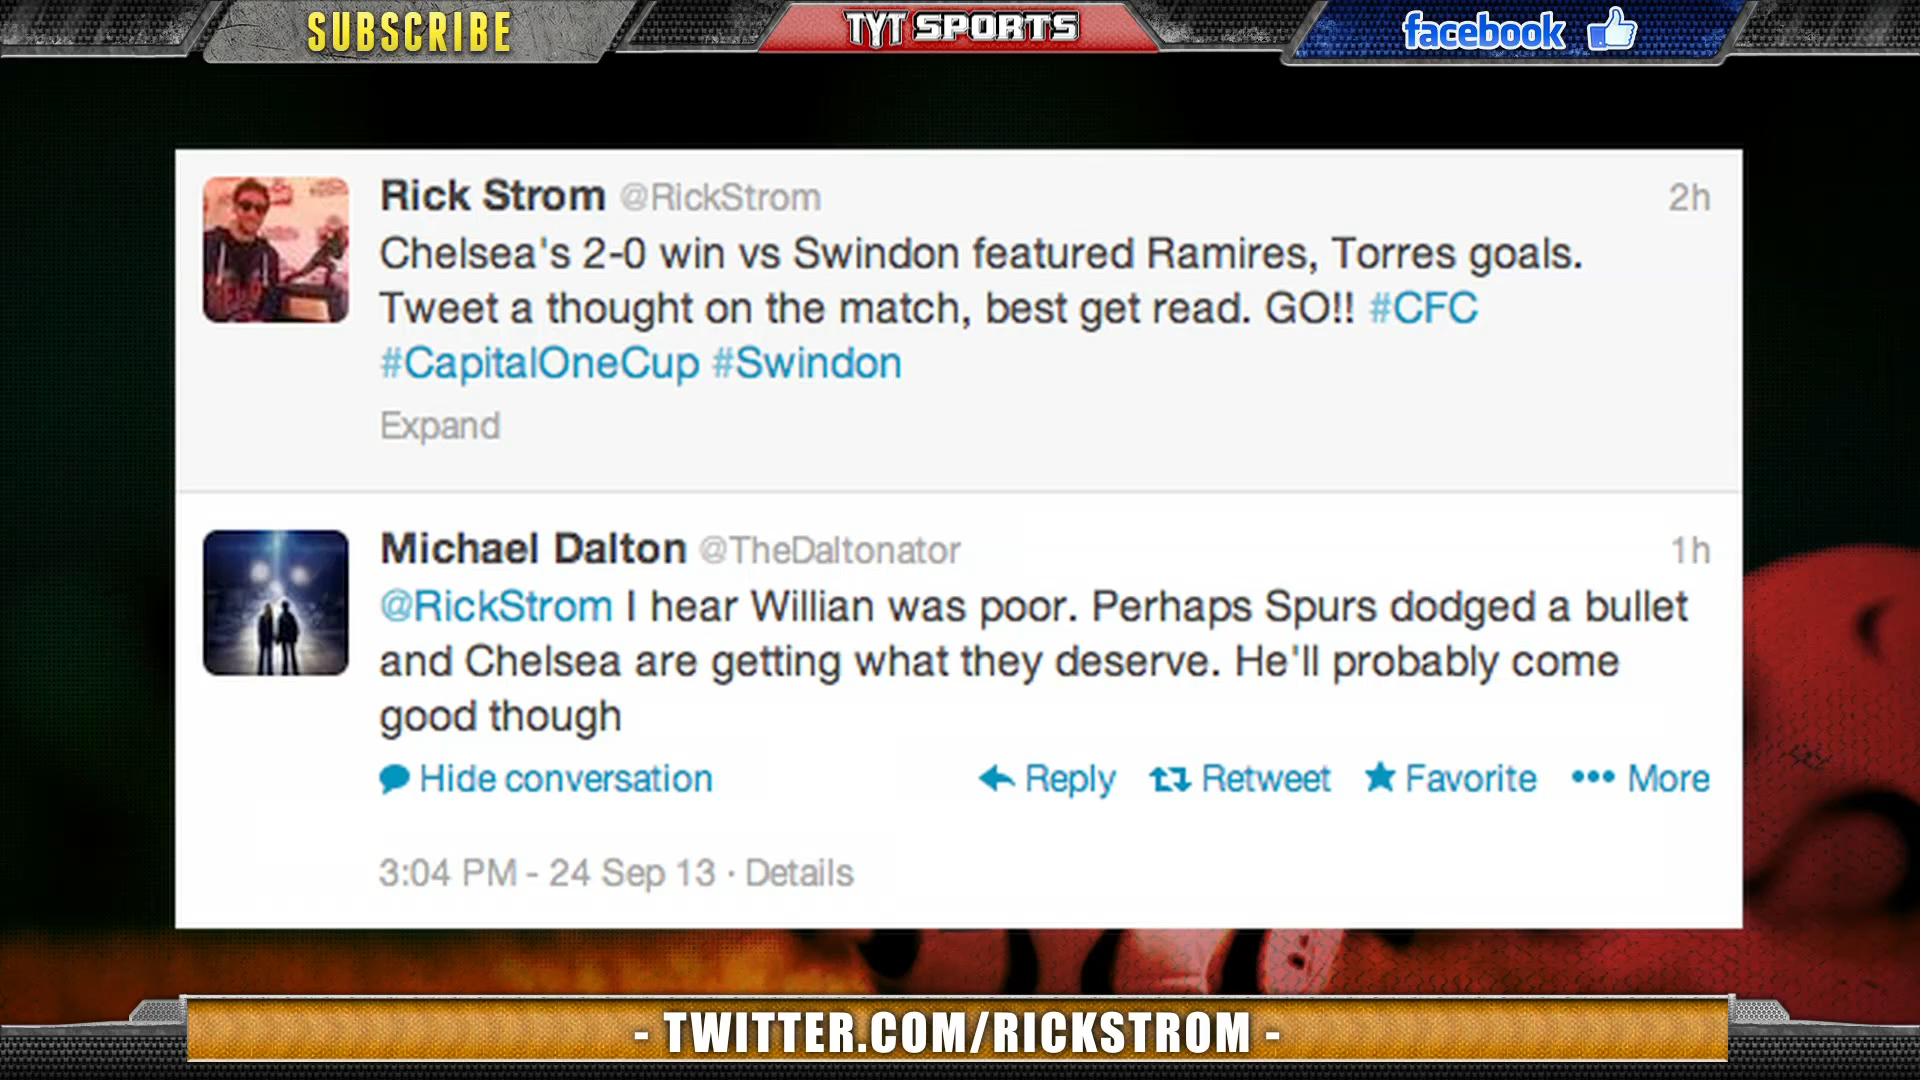 SUBSCRIBE
TYT SPORTS
facebook
Rick Strom @RickStrom 2h
Chelsea's 2-0 win vs Swindon featured Ramires, Torres goals.
Tweet a thought on the match, best get read. GO!! #CFC
#CapitalOneCup #Swindon
Expand
Michael Dalton @TheDaltonator 1h
@RickStrom I hear Willian was poor. Perhaps Spurs dodged a bullet
and Chelsea are getting what they deserve. He'll probably come
good though
Hide conversation Reply Retweet Favorite More
3:04 PM - 24 Sep 13 · Details
- TWITTER.COM/RICKSTROM -